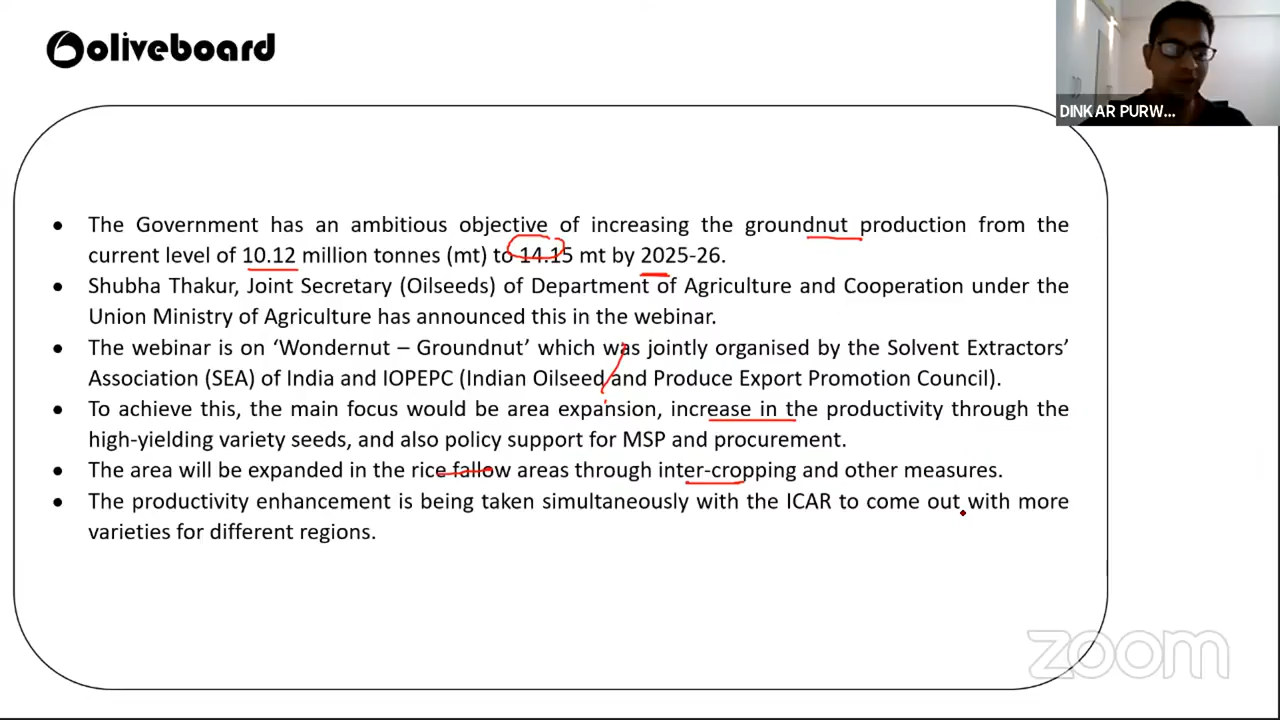 oliveboard
DINKAR PURW...
• The Government has an ambitious objective of increasing the groundnut production from the
current level of 10.12 million tonnes (mt) to 14.15 mt by 2025-26.
• Shubha Thakur, Joint Secretary (Oilseeds) of Department of Agriculture and Cooperation under the
Union Ministry of Agriculture has announced this in the webinar.
• The webinar is on ‘Wondernut – Groundnut’ which was jointly organised by the Solvent Extractors’
Association (SEA) of India and IOPEPC (Indian Oilseed and Produce Export Promotion Council).
• To achieve this, the main focus would be area expansion, increase in the productivity through the
high-yielding variety seeds, and also policy support for MSP and procurement.
• The area will be expanded in the rice fallow areas through inter-cropping and other measures.
• The productivity enhancement is being taken simultaneously with the ICAR to come out with more
varieties for different regions.
zoom